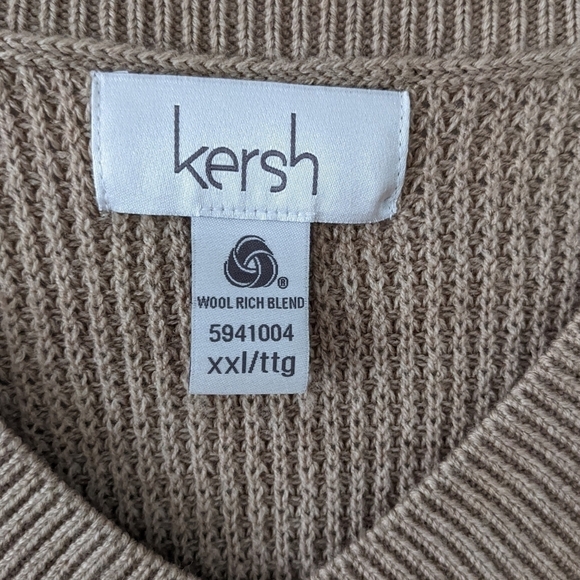 kersh
®
WOOL RICH BLEND
5941004
xxl/ttg